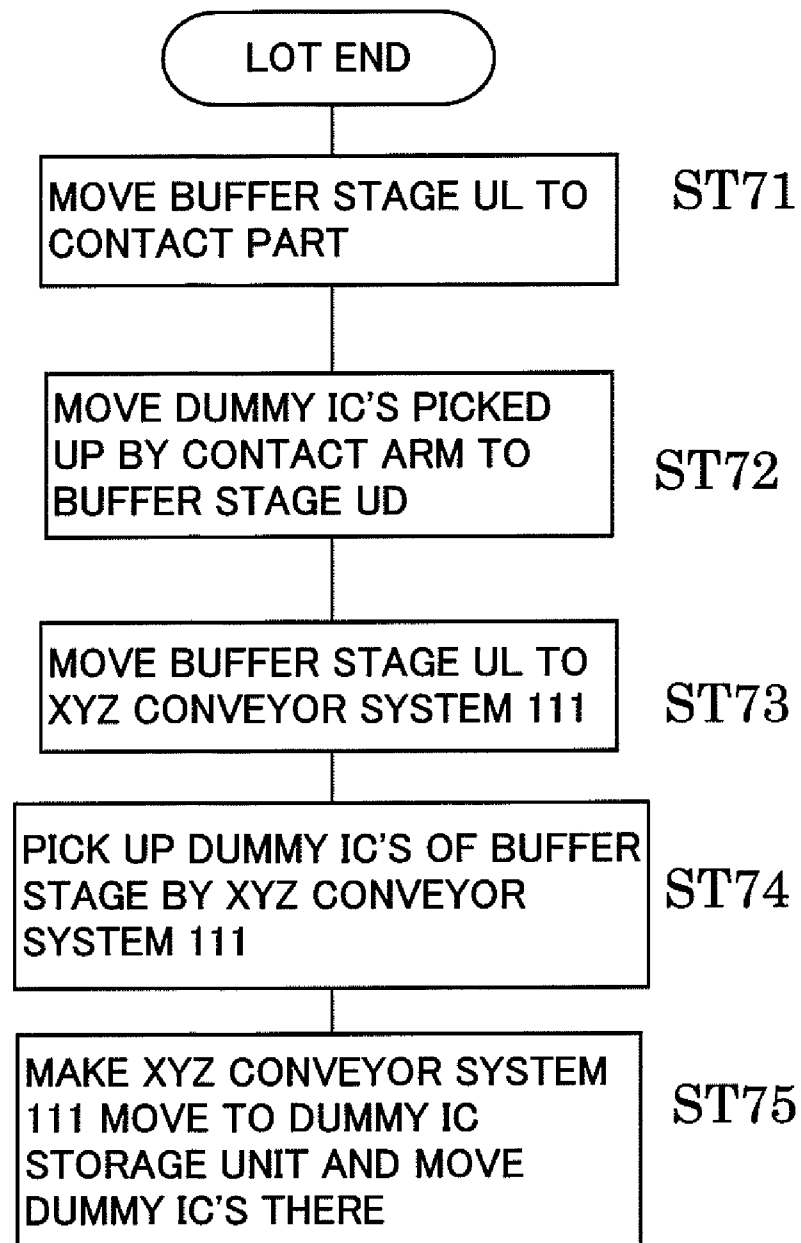 LOT END
MOVE BUFFER STAGE UL TO
CONTACT PART
ST71
MOVE DUMMY IC'S PICKED
UP BY CONTACT ARM TO
BUFFER STAGE UD
ST72
MOVE BUFFER STAGE UL TO
XYZ CONVEYOR SYSTEM 111
ST73
PICK UP DUMMY IC'S OF BUFFER
STAGE BY XYZ CONVEYOR
SYSTEM 111
ST74
MAKE XYZ CONVEYOR SYSTEM
111 MOVE TO DUMMY IC
STORAGE UNIT AND MOVE
DUMMY IC'S THERE
ST75